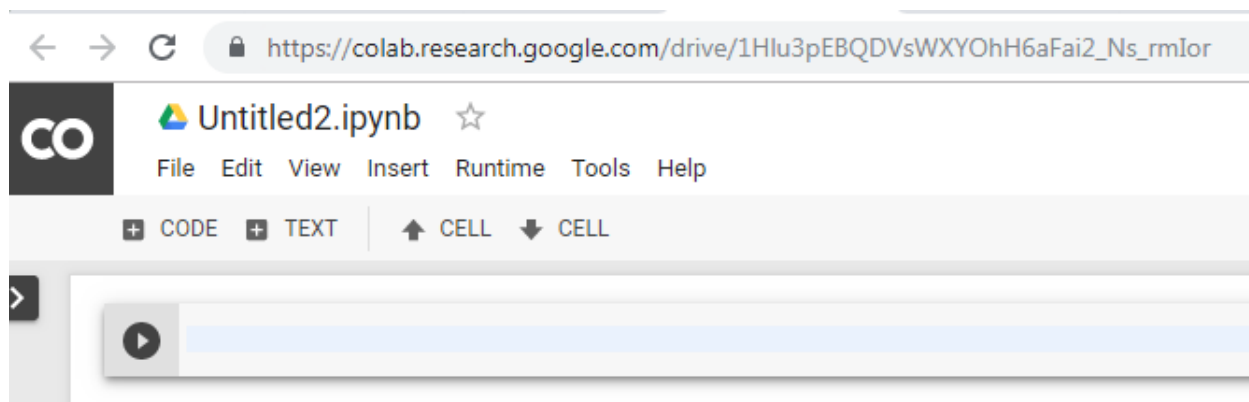 https://colab.research.google.com/drive/1Hlu3pEBQDVsWXYOhH6aFai2_Ns_rmIor
CO
Untitled2.ipynb
File Edit View Insert Runtime Tools Help
CODE TEXT CELL CELL